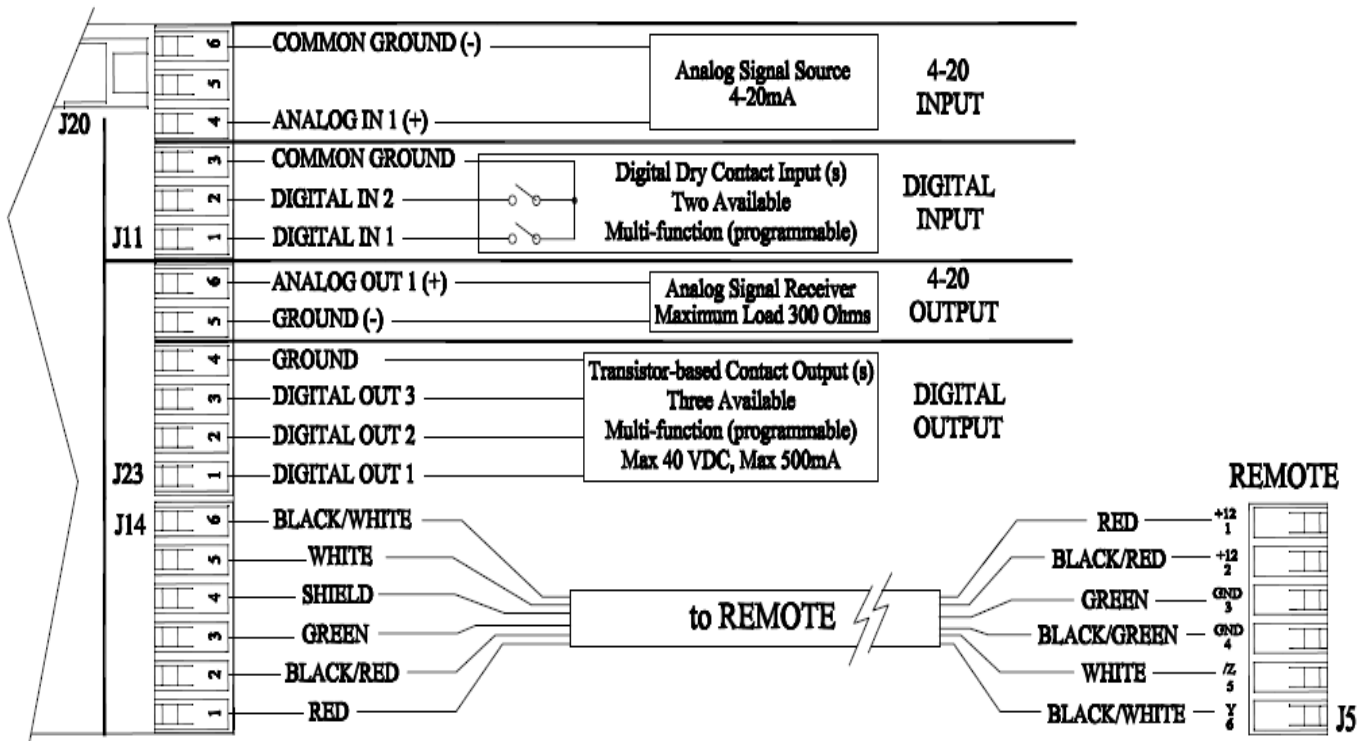 6 COMMON GROUND (-)
5
4 ANALOG IN 1 (+)
Analog Signal Source
4-20mA
4-20
INPUT
J20
3 COMMON GROUND
2 DIGITAL IN 2
1 DIGITAL IN 1
Digital Dry Contact Input (s)
Two Available
Multi-function (programmable)
DIGITAL
INPUT
J11
6 ANALOG OUT 1 (+)
5 GROUND (-)
Analog Signal Receiver
Maximum Load 300 Ohms
4-20
OUTPUT
4 GROUND
3 DIGITAL OUT 3
2 DIGITAL OUT 2
1 DIGITAL OUT 1
Transistor-based Contact Output (s)
Three Available
Multi-function (programmable)
Max 40 VDC, Max 500mA
DIGITAL
OUTPUT
J23
J14
6 BLACK/WHITE
5 WHITE
4 SHIELD
3 GREEN
2 BLACK/RED
1 RED
to REMOTE
REMOTE
RED +12 1
BLACK/RED +12 2
GREEN GND 3
BLACK/GREEN GND 4
WHITE /Z 5
BLACK/WHITE Y 6
J5